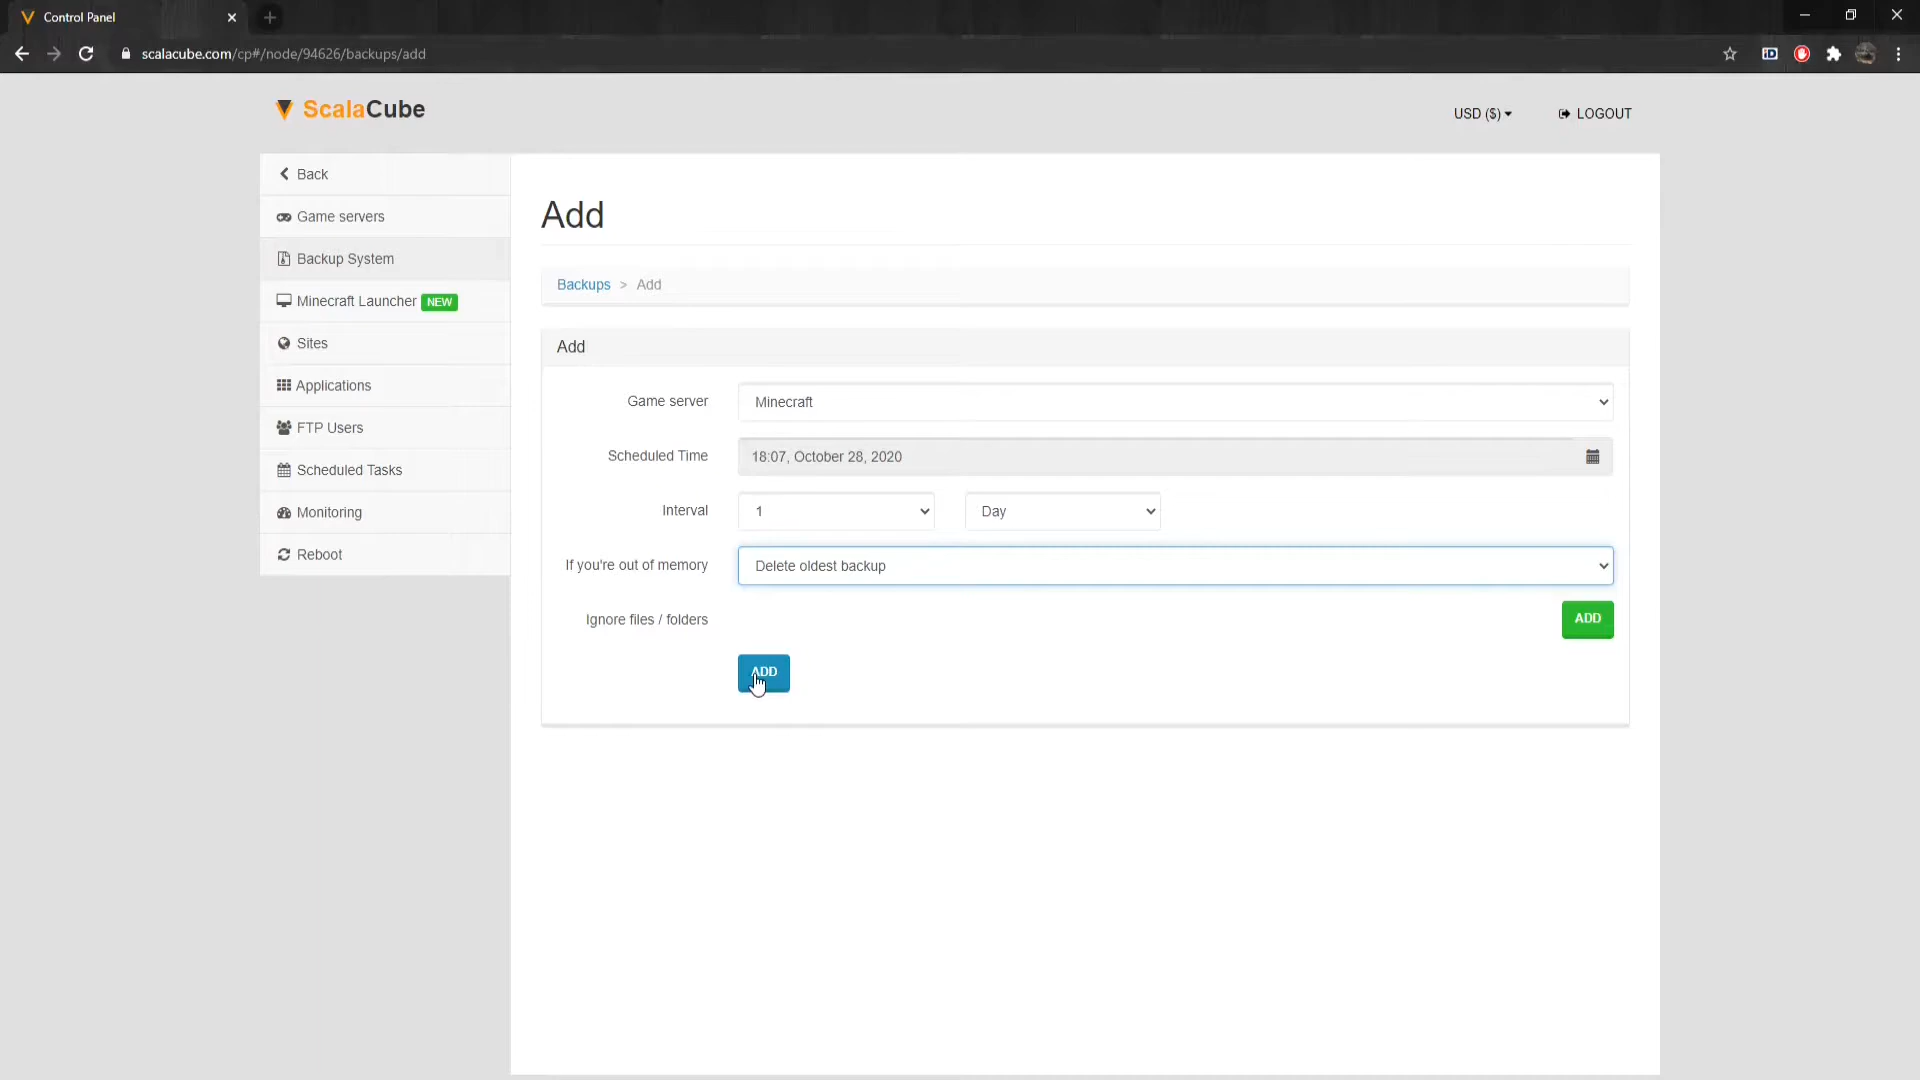 Control Panel
scalacube.com/cp#/node/94626/backups/add
ScalaCube
USD ($)
LOGOUT
Back
Game servers
Backup System
Minecraft Launcher NEW
Sites
Applications
FTP Users
Scheduled Tasks
Monitoring
Reboot
Add
Backups > Add
Add
Game server Minecraft
Scheduled Time 18:07, October 28, 2020
Interval 1 Day
If you're out of memory Delete oldest backup
Ignore files / folders ADD
ADD